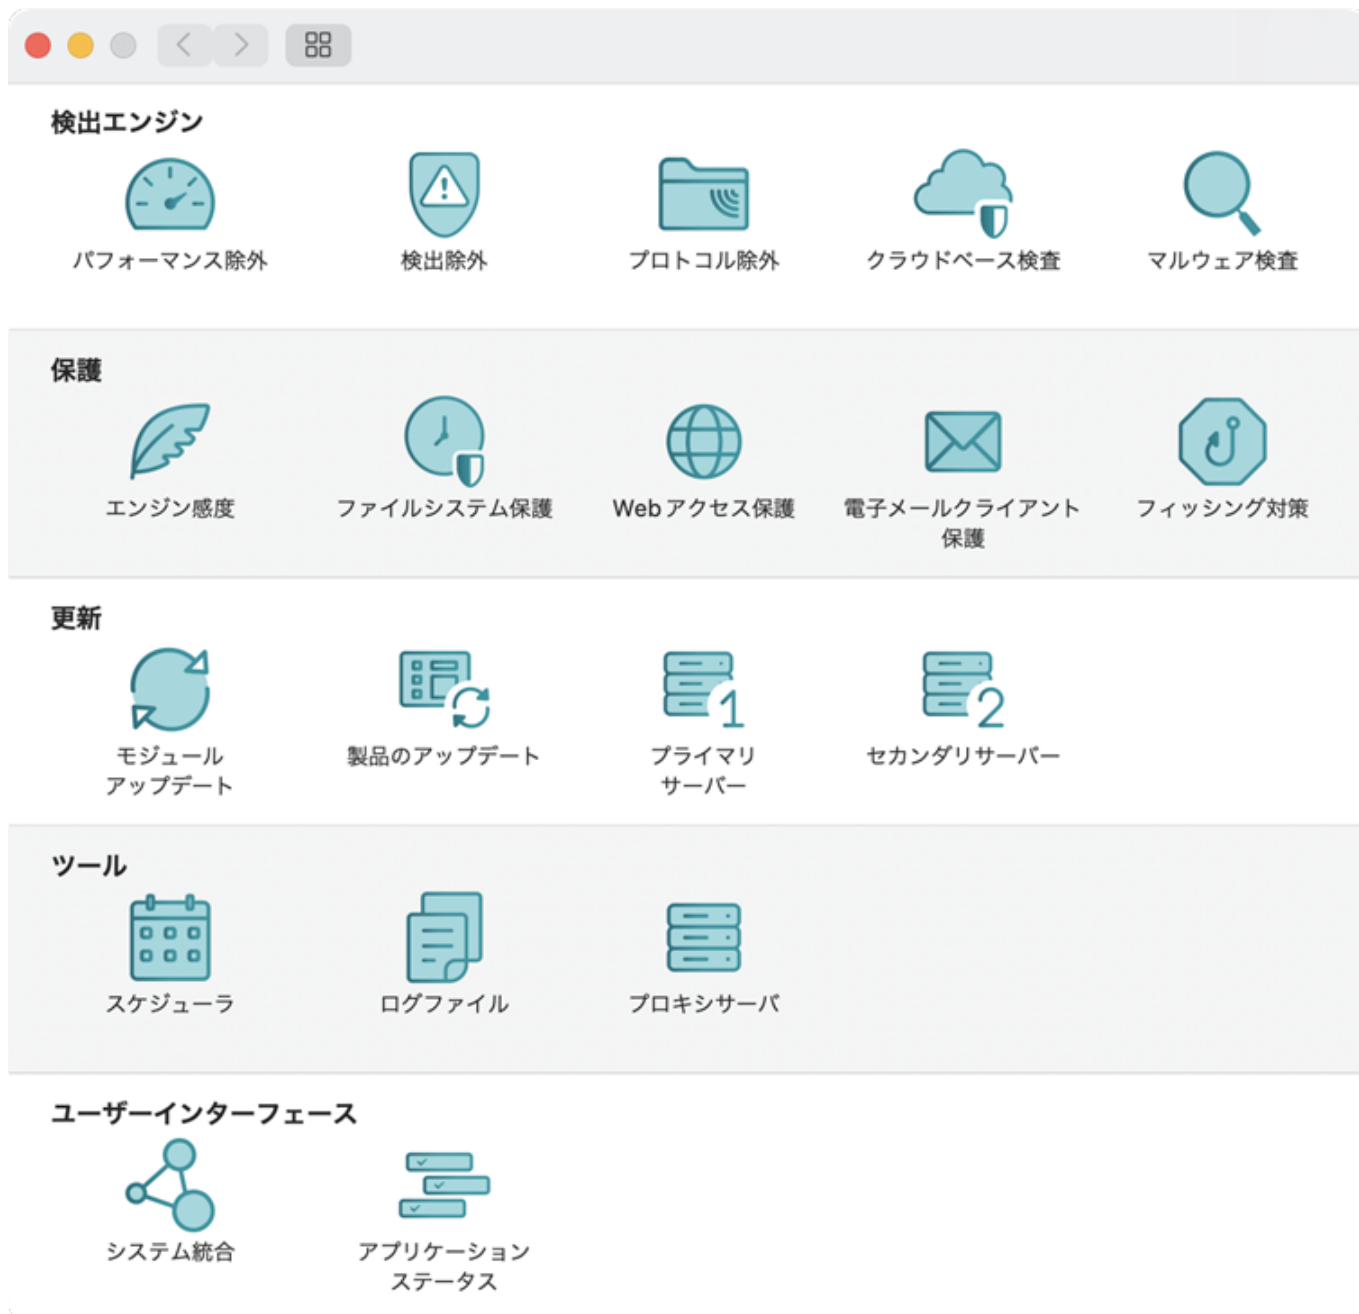 検出エンジン
パフォーマンス除外
検出除外
プロトコル除外
クラウドベース検査
マルウェア検査
保護
エンジン感度
ファイルシステム保護
Webアクセス保護
電子メールクライアント
保護
フィッシング対策
更新
モジュール
アップデート
製品のアップデート
プライマリ
サーバー
セカンダリサーバー
1
2
ツール
スケジューラ
ログファイル
プロキシサーバ
ユーザーインターフェース
システム統合
アプリケーション
ステータス